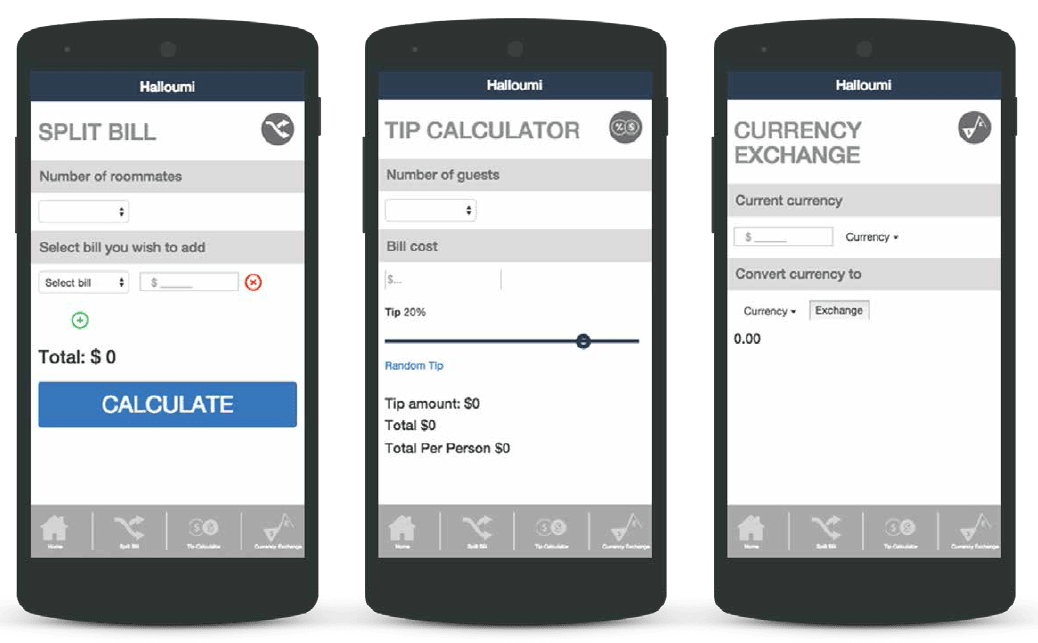 Halloumi
SPLIT BILL
Number of roommates
Select bill you wish to add
Select bill $ _____
Total: $ 0
CALCULATE
Home Split Bill Tip Calculator Currency Exchange
Halloumi
TIP CALCULATOR
Number of guests
Bill cost
$...
Tip 20%
Random Tip
Tip amount: $0
Total $0
Total Per Person $0
Home Split Bill Tip Calculator Currency Exchange
Halloumi
CURRENCY
EXCHANGE
Current currency
$ _____ Currency
Convert currency to
Currency Exchange
0.00
Home Split Bill Tip Calculator Currency Exchange